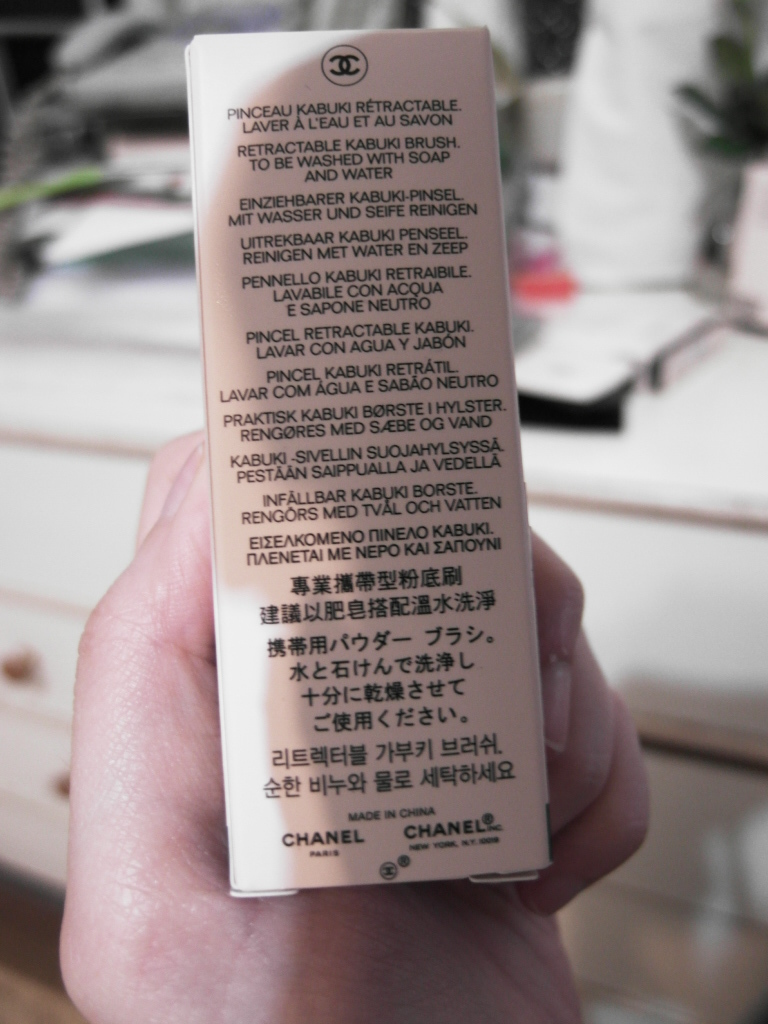 PINCEAU KABUKI RÉTRACTABLE.
LAVER À L'EAU ET AU SAVON
RETRACTABLE KABUKI BRUSH.
TO BE WASHED WITH SOAP
AND WATER
EINZIEHBARER KABUKI-PINSEL.
MIT WASSER UND SEIFE REINIGEN
UITREKBAAR KABUKI PENSEEL.
REINIGEN MET WATER EN ZEEP
PENNELLO KABUKI RETRAIBILE.
LAVABILE CON ACQUA
E SAPONE NEUTRO
PINCEL RETRACTABLE KABUKI.
LAVAR CON AGUA Y JABÓN
PINCEL KABUKI RETRÁTIL.
LAVAR COM ÁGUA E SABÃO NEUTRO
PRAKTISK KABUKI BØRSTE I HYLSTER.
RENGØRES MED SÆBE OG VAND
KABUKI -SIVELLIN SUOJAHYLSYSSÄ.
PESTÄÄN SAIPPUALLA JA VEDELLÄ
INFÄLLBAR KABUKI BORSTE.
RENGÖRS MED TVÅL OCH VATTEN
ΕΙΣΕΛΚΟΜΕΝΟ ΠΙΝΕΛΟ KABUKI.
ΠΛΕΝΕΤΑΙ ΜΕ ΝΕΡΟ ΚΑΙ ΣΑΠΟΥΝΙ
專業攜帶型粉底刷
建議以肥皂搭配溫水洗淨
携帯用パウダー ブラシ。
水と石けんで洗浄し
十分に乾燥させて
ご使用ください。
리트렉터블 가부키 브러쉬.
순한 비누와 물로 세탁하세요
MADE IN CHINA
CHANEL CHANEL® INC.
PARIS NEW YORK, N.Y. 10019
®